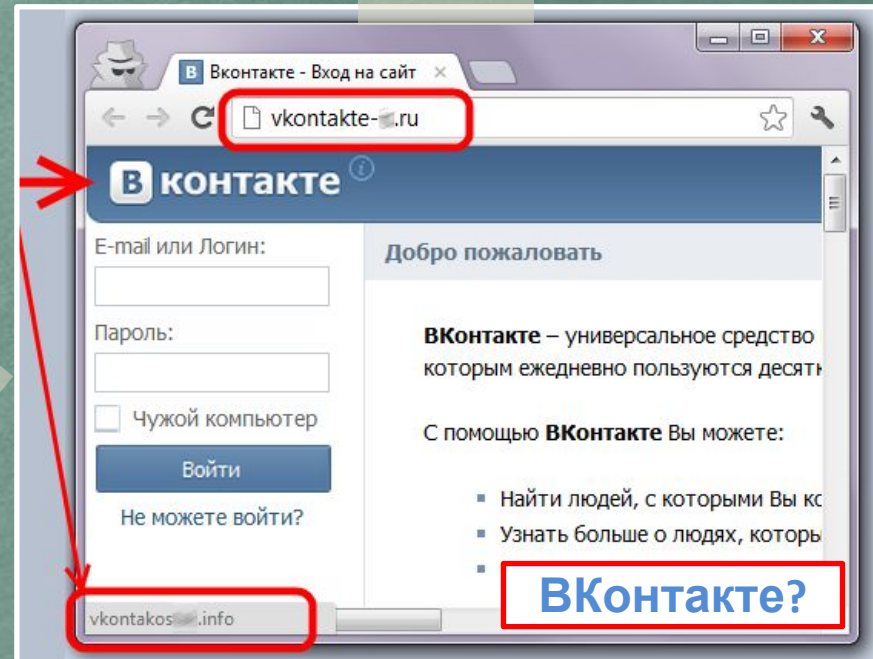 Вконтакте - Вход на сайт
vkontakte- .ru
В контакте
E-mail или Логин:
Пароль:
Чужой компьютер
Войти
Не можете войти?
Добро пожаловать
ВКонтакте – универсальное средство
которым ежедневно пользуются десятк
С помощью ВКонтакте Вы можете:
Найти людей, с которыми Вы ко
Узнать больше о людях, которы
ВКонтакте?
vkontakos .info